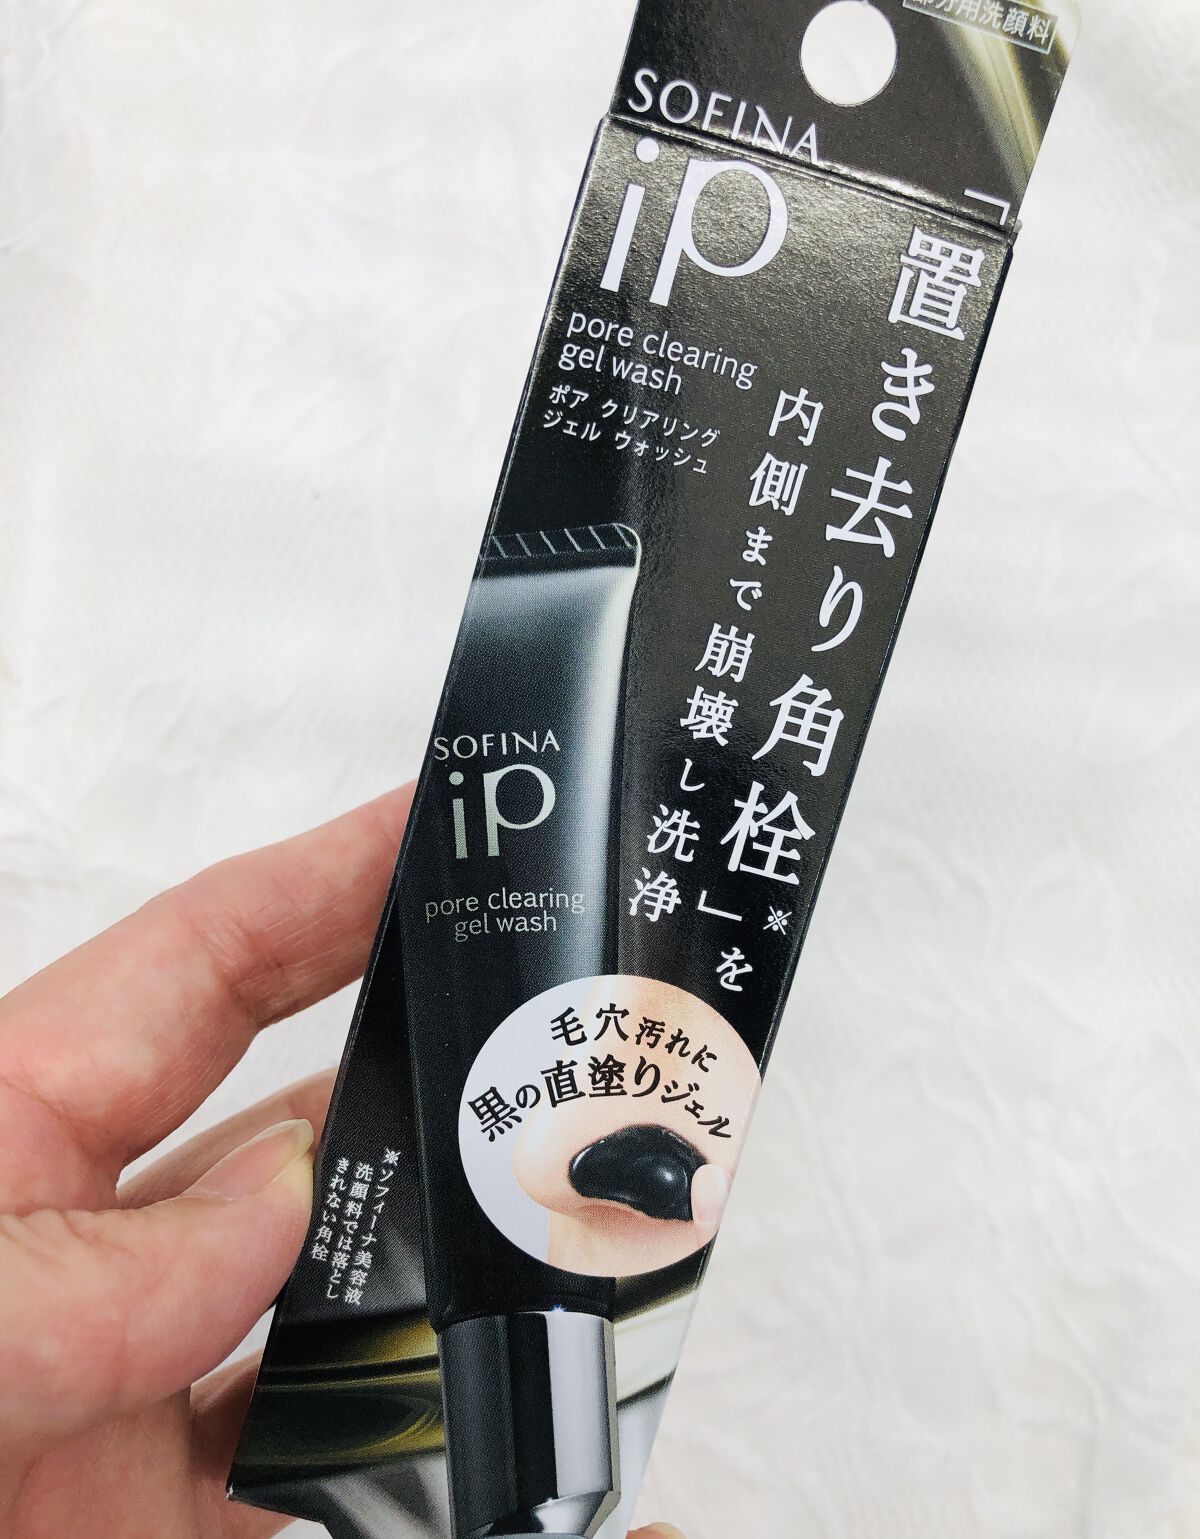 部分用洗顔料
SOFINA
ip
pore clearing
gel wash
ポア クリアリング
ジェル ウォッシュ
「置き去り角栓※」を
内側まで崩壊し洗浄
SOFINA
ip
pore clearing
gel wash
毛穴汚れに
黒の直塗りジェル
※ソフィーナ美容液
洗顔料では落とし
きれない角栓